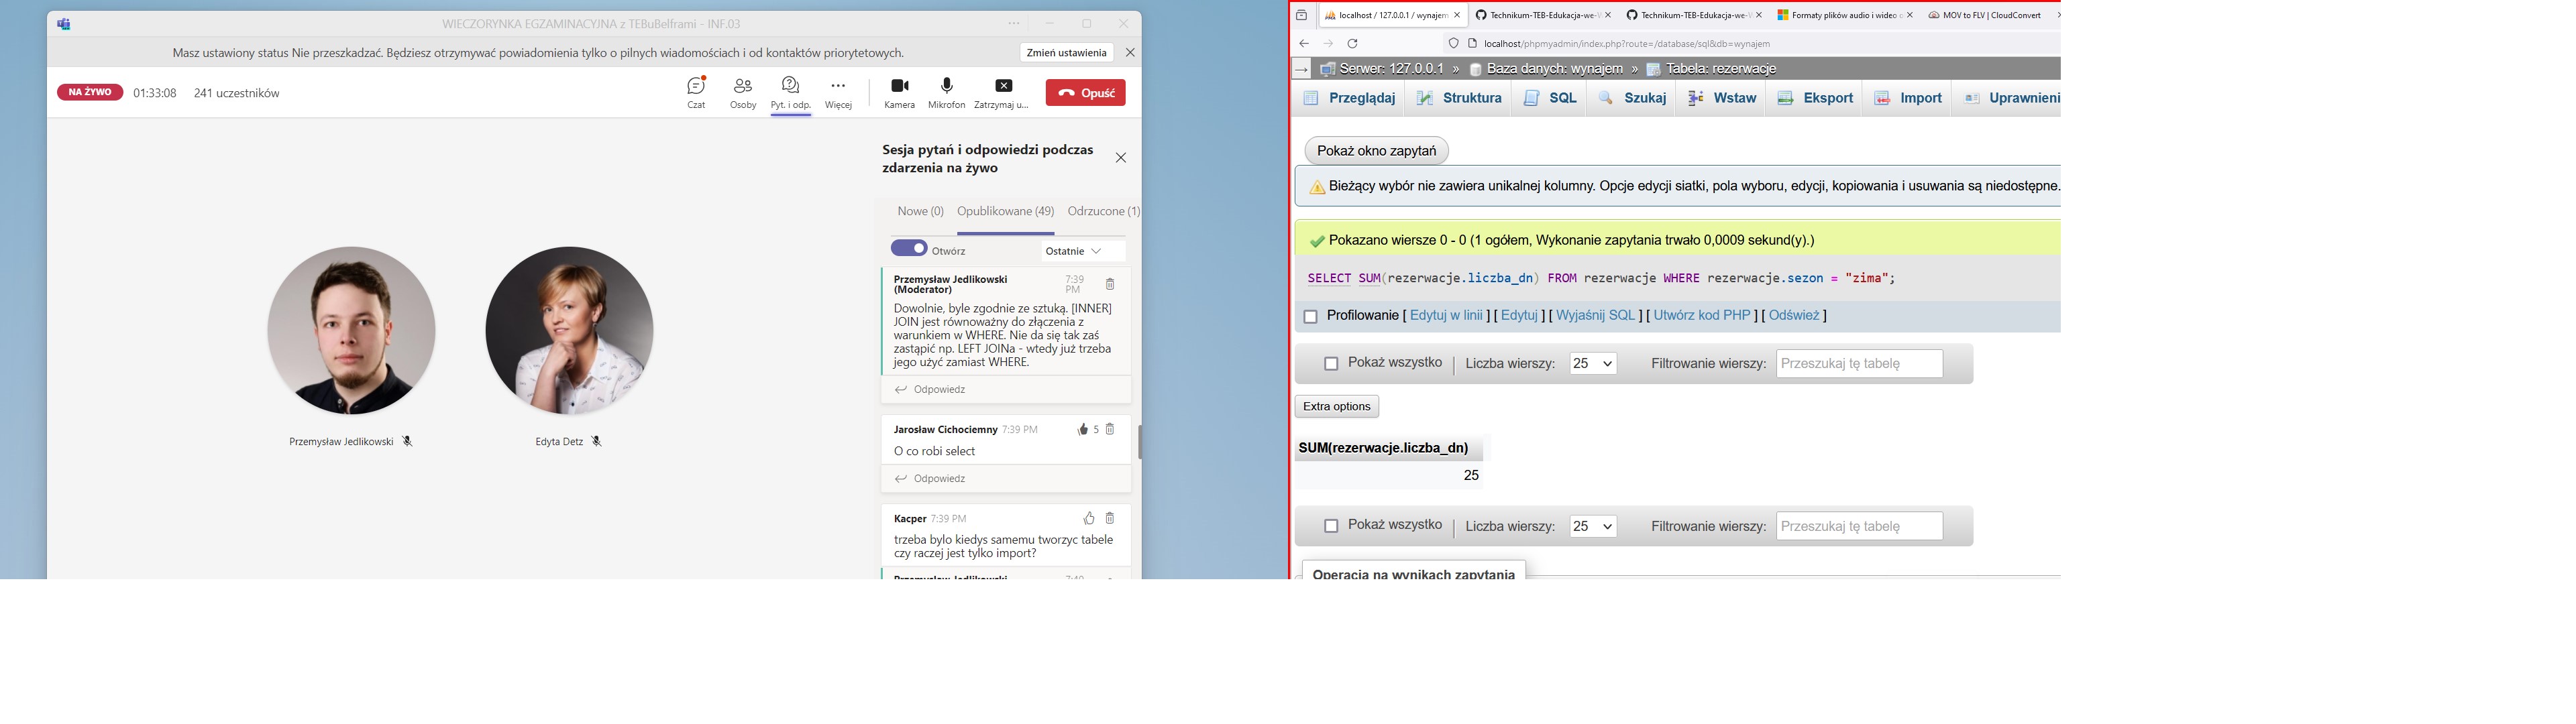 WIECZORYNKA EGZAMINACYJNA z TEBuBelframi - INF.03
Masz ustawiony status Nie przeszkadzać. Będziesz otrzymywać powiadomienia tylko o pilnych wiadomościach i od kontaktów priorytetowych.
Zmień ustawienia
NA ŻYWO 01:33:08 241 uczestników
Czat Osoby Pyt. i odp. Więcej Kamera Mikrofon Zatrzymaj u... Opuść
Sesja pytań i odpowiedzi podczas
zdarzenia na żywo
Nowe (0) Opublikowane (49) Odrzucone (1)
Otwórz Ostatnie
Przemysław Jedlikowski
(Moderator)
7:39
PM
Dowolnie, byle zgodnie ze sztuką. [INNER]
JOIN jest równoważny do złączenia z
warunkiem w WHERE. Nie da się tak zaś
zastąpić np. LEFT JOINa - wtedy już trzeba
jego użyć zamiast WHERE.
Odpowiedz
Jarosław Cichociemny 7:39 PM 5
O co robi select
Odpowiedz
Kacper 7:39 PM
trzeba bylo kiedys samemu tworzyc tabele
czy raczej jest tylko import?
Przemysław Jedlikowski 7:40
Przemysław Jedlikowski
Edyta Detz
localhost / 127.0.0.1 / wynajem
Technikum-TEB-Edukacja-we-W
Technikum-TEB-Edukacja-we-W
Formaty plików audio i wideo o
MOV to FLV | CloudConvert
localhost/phpmyadmin/index.php?route=/database/sql&db=wynajem
Serwer: 127.0.0.1 » Baza danych: wynajem » Tabela: rezerwacje
Przeglądaj Struktura SQL Szukaj Wstaw Eksport Import Uprawnieni
Pokaż okno zapytań
Bieżący wybór nie zawiera unikalnej kolumny. Opcje edycji siatki, pola wyboru, edycji, kopiowania i usuwania są niedostępne.
Pokazano wiersze 0 - 0 (1 ogółem, Wykonanie zapytania trwało 0,0009 sekund(y).)
SELECT SUM(rezerwacje.liczba_dn) FROM rezerwacje WHERE rezerwacje.sezon = "zima";
Profilowanie [ Edytuj w linii ] [ Edytuj ] [ Wyjaśnij SQL ] [ Utwórz kod PHP ] [ Odśwież ]
Pokaż wszystko Liczba wierszy: 25 Filtrowanie wierszy: Przeszukaj tę tabelę
Extra options
SUM(rezerwacje.liczba_dn)
25
Pokaż wszystko Liczba wierszy: 25 Filtrowanie wierszy: Przeszukaj tę tabelę
Operacja na wynikach zapytania